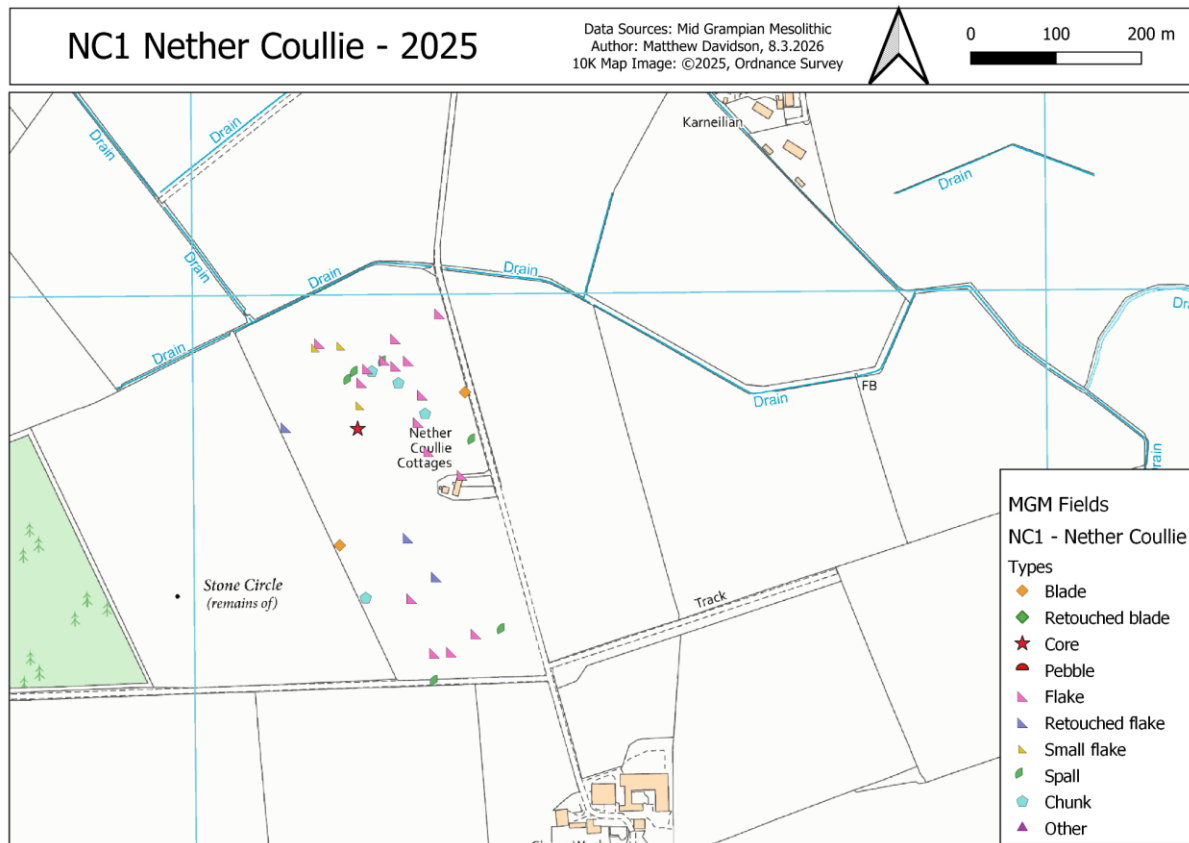 NC1 Nether Coullie - 2025
Data Sources: Mid Grampian Mesolithic
Author: Matthew Davidson, 8.3.2026
10K Map Image: ©2025, Ordnance Survey
0 100 200 m
Karneilian
Drain
Drain
Drain
Drain
Drain
Drain
Drain
Drain
FB
Drain
Nether
Coullie
Cottages
Stone Circle
(remains of)
Track
MGM Fields
NC1 - Nether Coullie
Types
Blade
Retouched blade
Core
Pebble
Flake
Retouched flake
Small flake
Spall
Chunk
Other